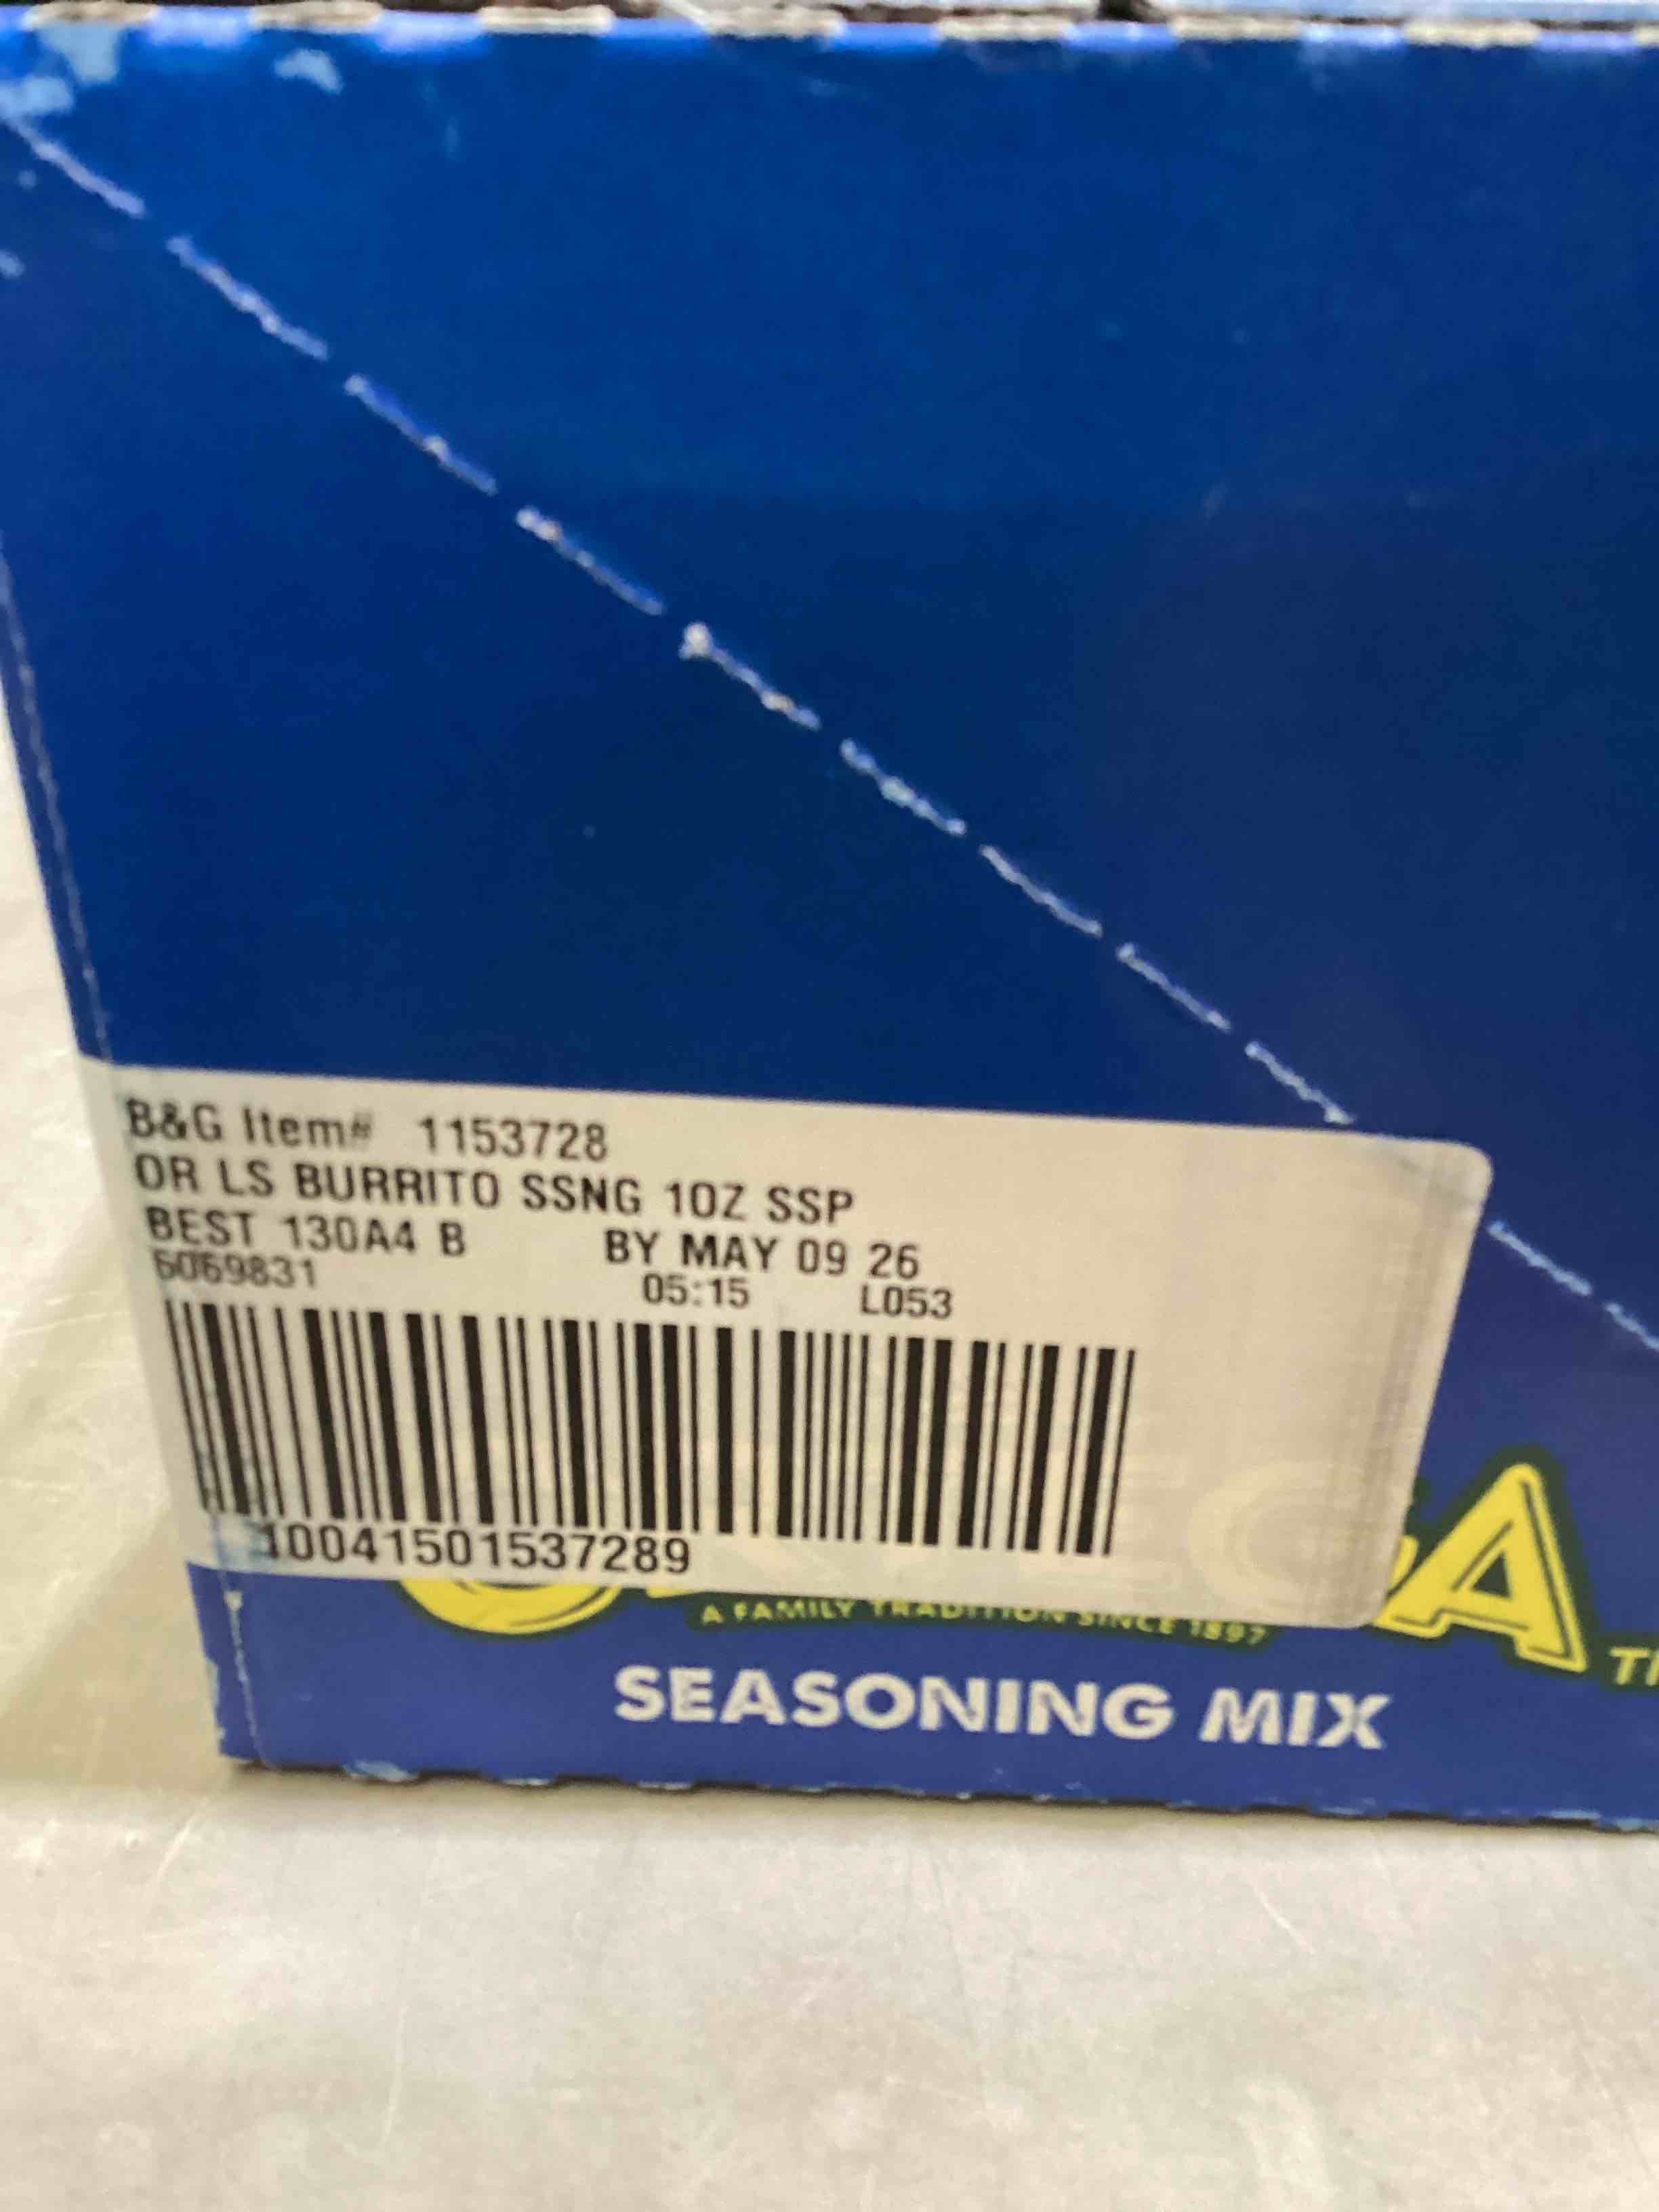 B&G Item# 1153728
OR LS BURRITO SSNG 1OZ SSP
BEST 130A4 B BY MAY 09 26
6069831 05:15 L053
10041501537289
A FAMILY TRADITION SINCE 1897
SEASONING MIX